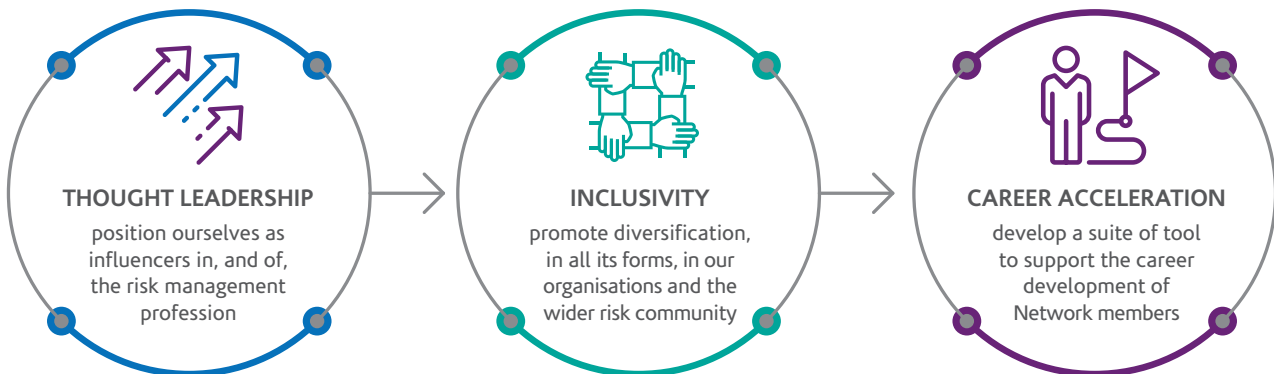 THOUGHT LEADERSHIP
position ourselves as
influencers in, and of,
the risk management
profession
INCLUSIVITY
promote diversification,
in all its forms, in our
organisations and the
wider risk community
CAREER ACCELERATION
develop a suite of tool
to support the career
development of
Network members